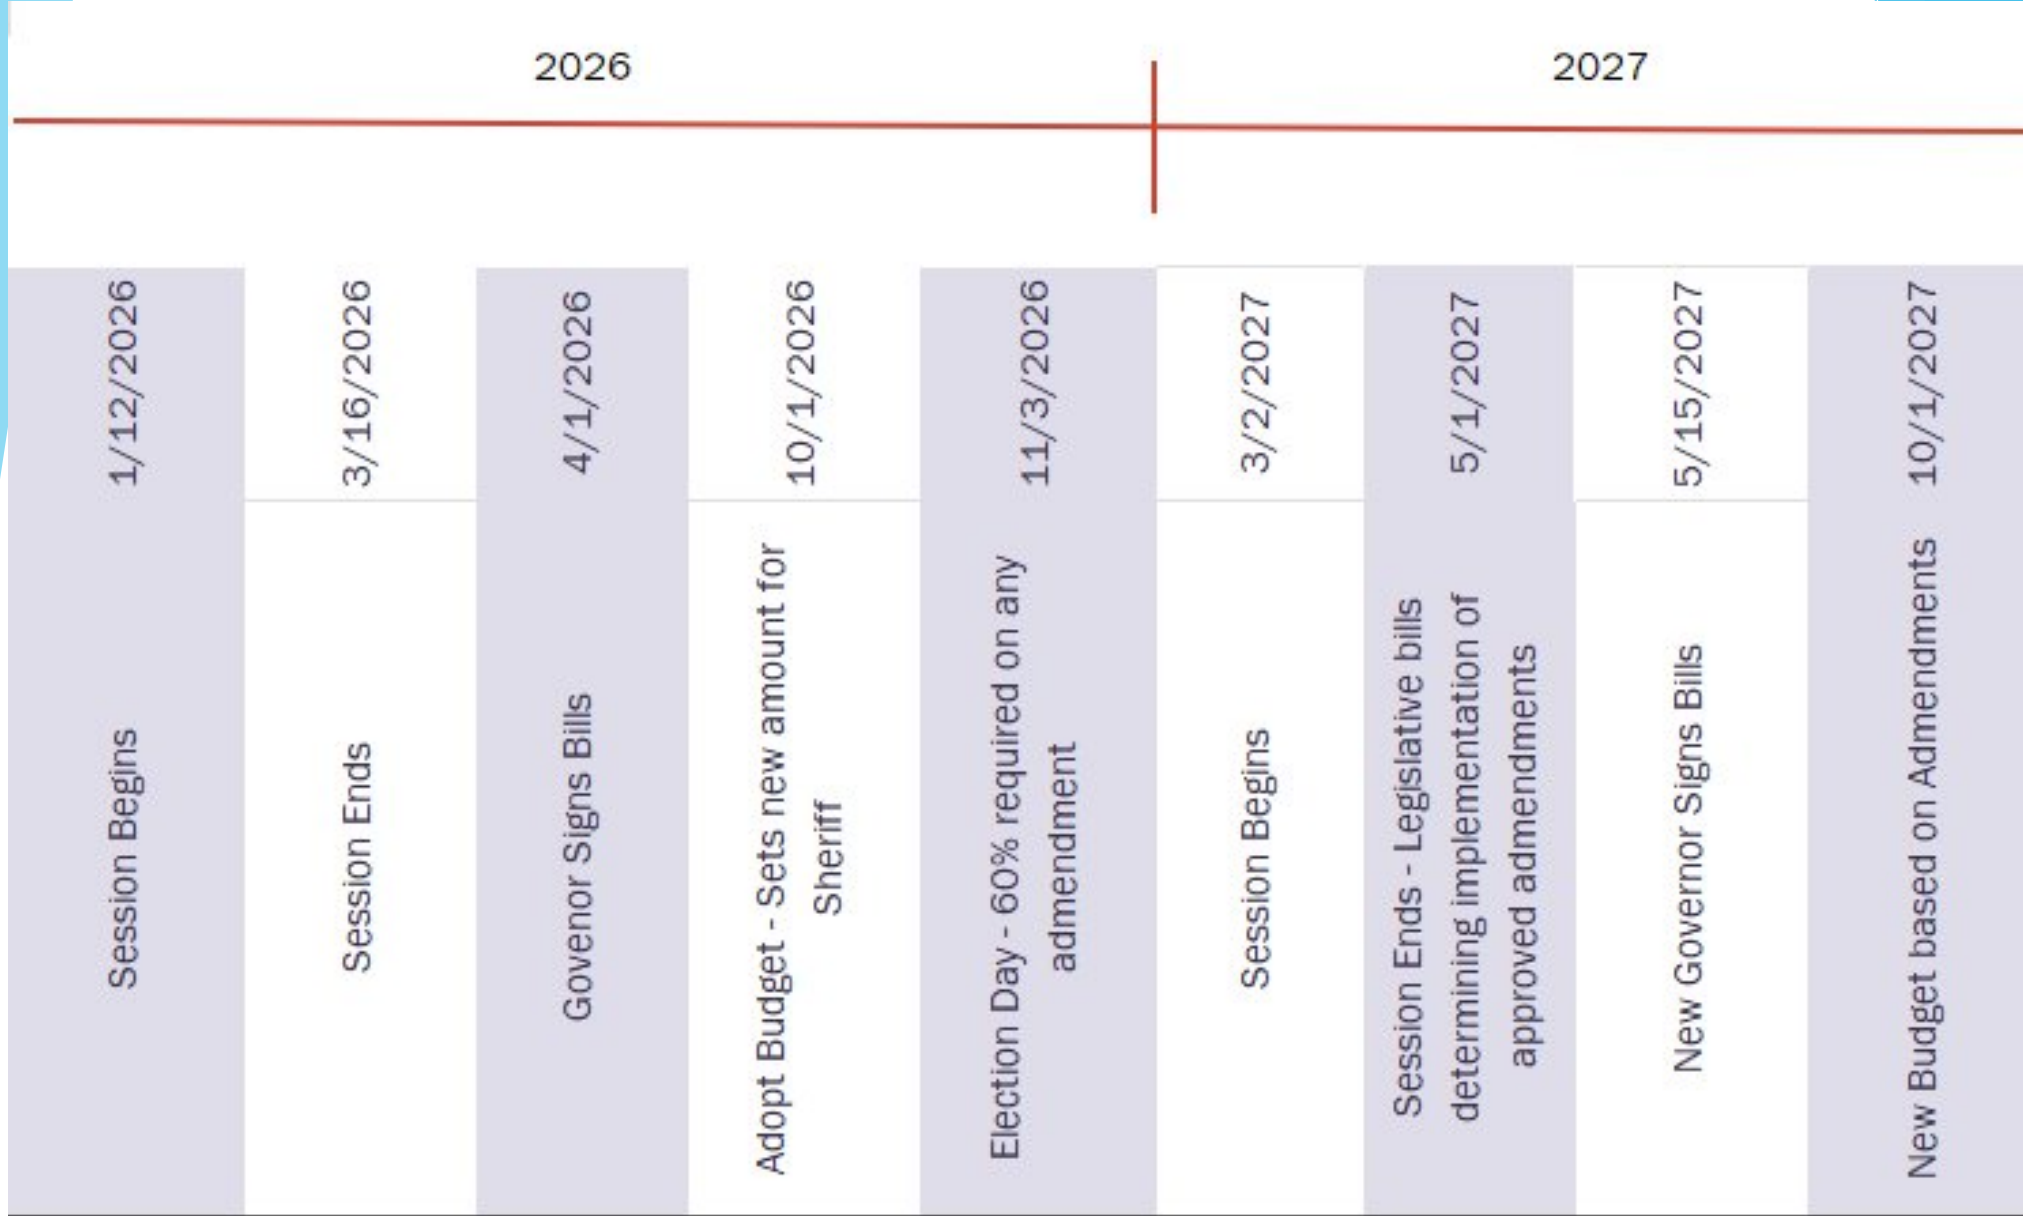 2026
2027
1/12/2026
3/16/2026
4/1/2026
10/1/2026
11/3/2026
3/2/2027
5/1/2027
5/15/2027
10/1/2027
Session Begins
Session Ends
Govenor Signs Bills
Adopt Budget - Sets new amount for
Sheriff
Election Day - 60% required on any
admendment
Session Begins
Session Ends - Legislative bills
determining implementation of
approved admendments
New Governor Signs Bills
New Budget based on Amendments